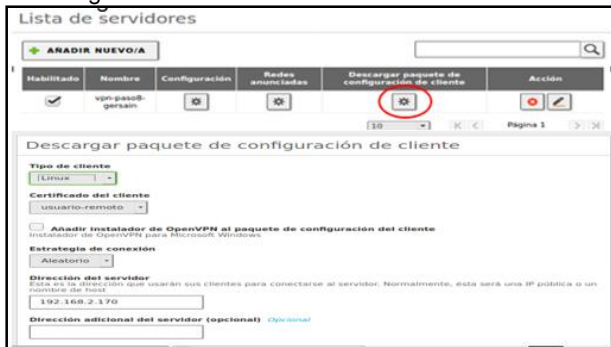 Lista de servidores
AÑADIR NUEVO/A
Habilitado Nombre Configuración Redes anunciadas Descargar paquete de configuración de cliente Acción
vpn-paso8-gersain
10 Página 1
Descargar paquete de configuración de cliente
Tipo de cliente
Linux
Certificado del cliente
usuario-remoto
Añadir instalador de OpenVPN al paquete de configuración del cliente
Instalador de OpenVPN para Microsoft Windows
Estrategia de conexión
Aleatorio
Dirección del servidor
Esta es la dirección que usarán sus clientes para conectarse al servidor. Normalmente, ésta será una IP pública o un
nombre de host
192.168.2.170
Dirección adicional del servidor (opcional) Opcional